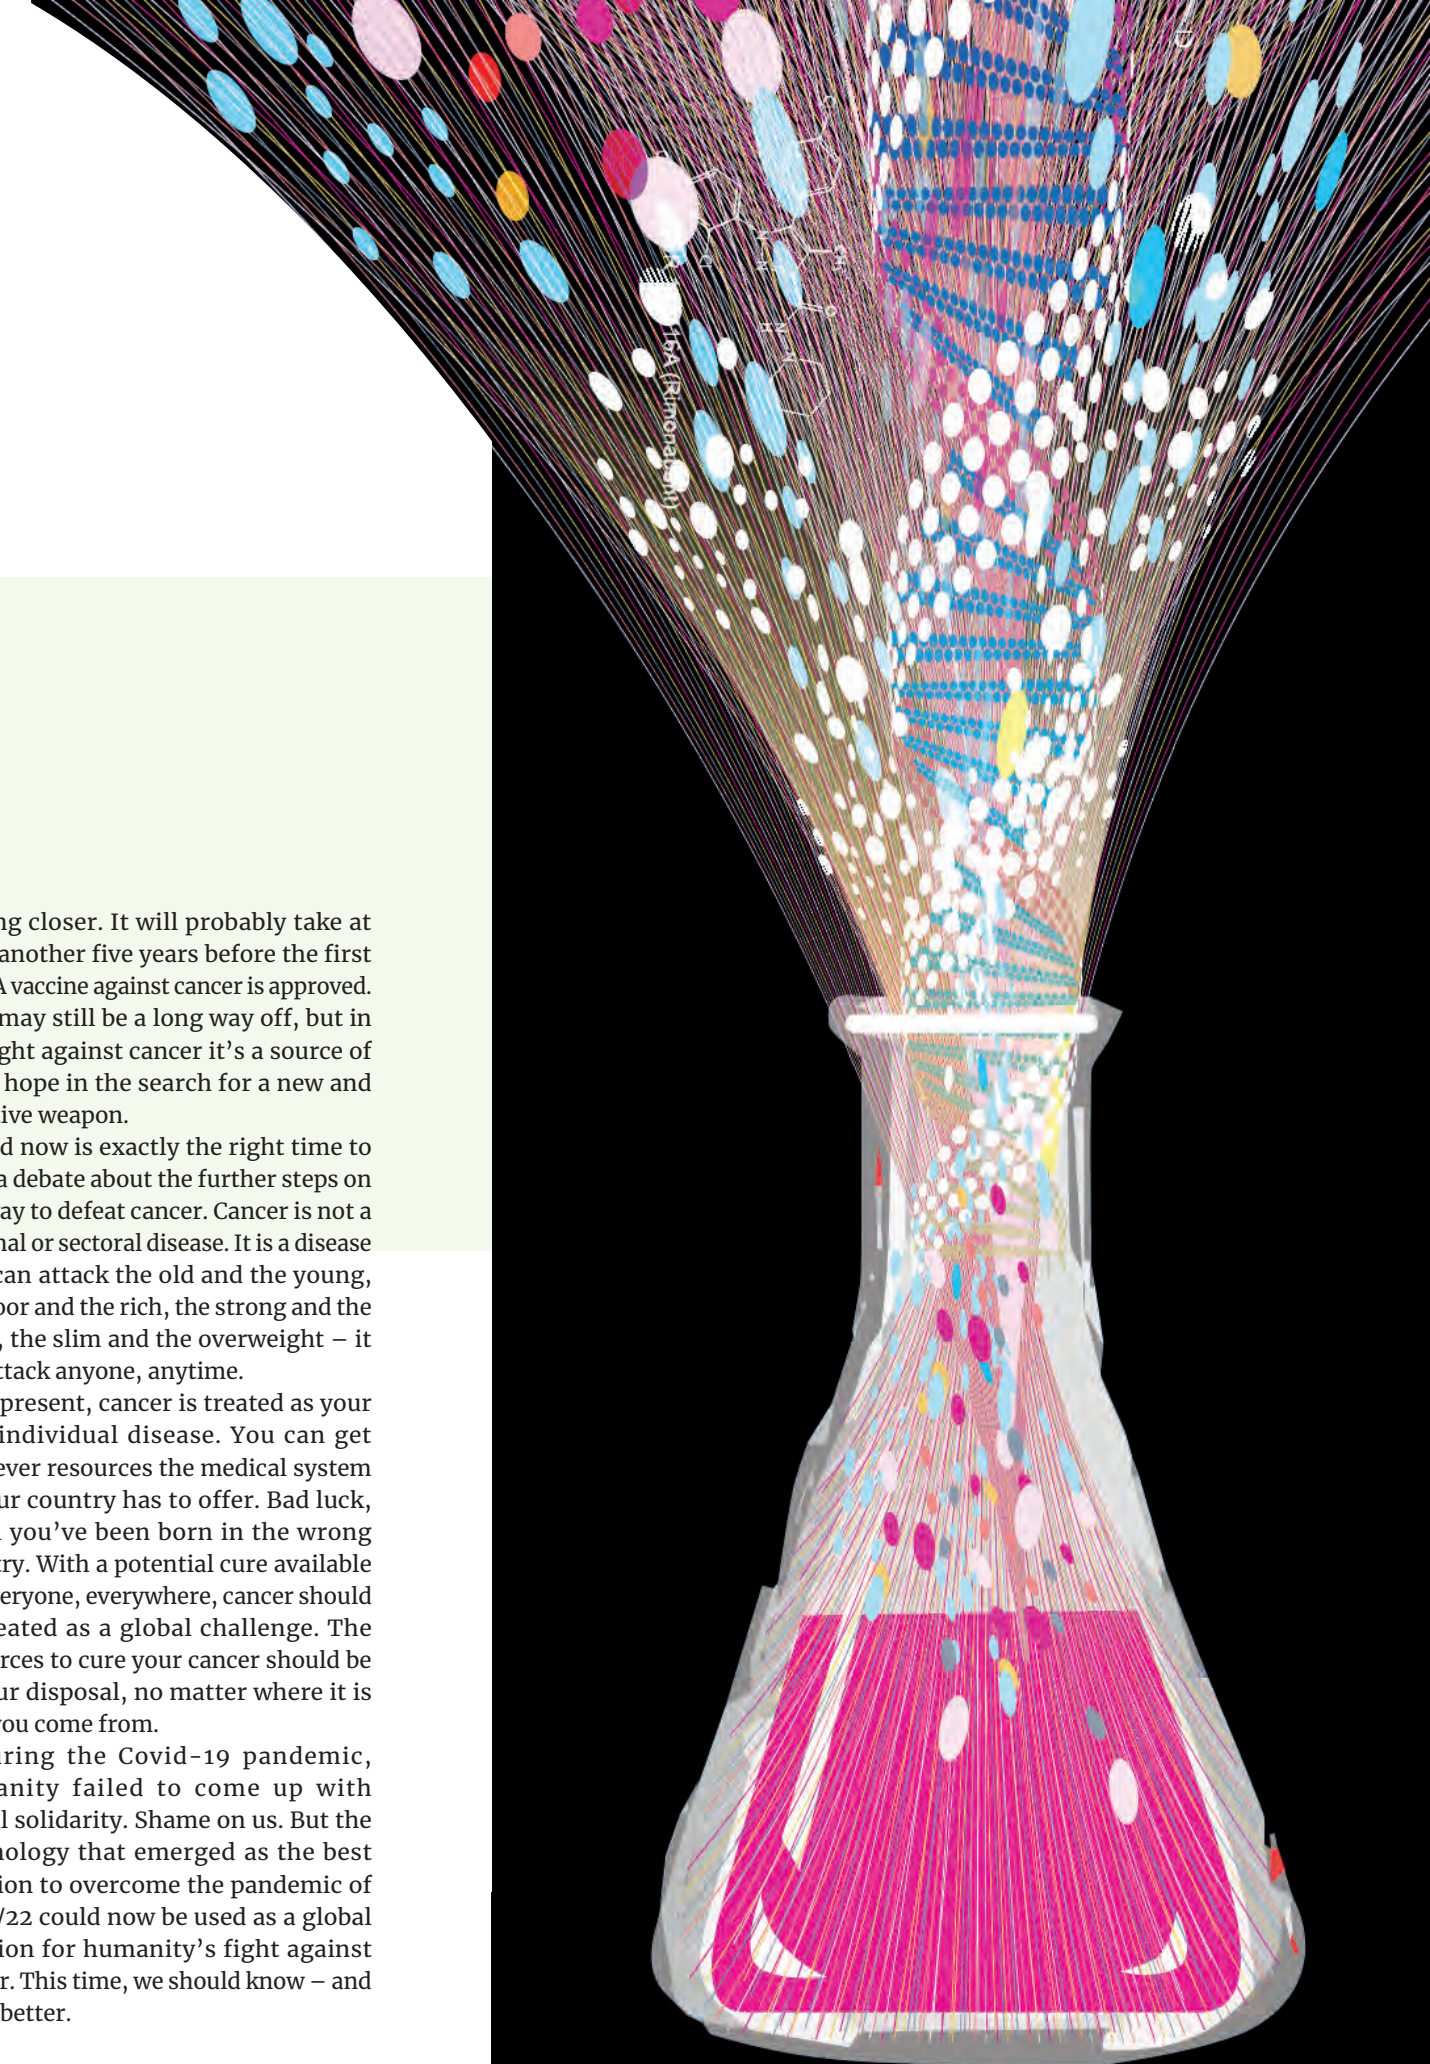 16A (Rimonabant)
ng closer. It will probably take at
another five years before the first
A vaccine against cancer is approved.
may still be a long way off, but in
ght against cancer it’s a source of
hope in the search for a new and
tive weapon.
d now is exactly the right time to
a debate about the further steps on
ay to defeat cancer. Cancer is not a
nal or sectoral disease. It is a disease
can attack the old and the young,
oor and the rich, the strong and the
, the slim and the overweight – it
ttack anyone, anytime.
present, cancer is treated as your
individual disease. You can get
ever resources the medical system
ur country has to offer. Bad luck,
you’ve been born in the wrong
ry. With a potential cure available
veryone, everywhere, cancer should
eated as a global challenge. The
rces to cure your cancer should be
ur disposal, no matter where it is
you come from.
uring the Covid-19 pandemic,
anity failed to come up with
l solidarity. Shame on us. But the
nology that emerged as the best
ion to overcome the pandemic of
/22 could now be used as a global
ion for humanity’s fight against
r. This time, we should know – and
better.